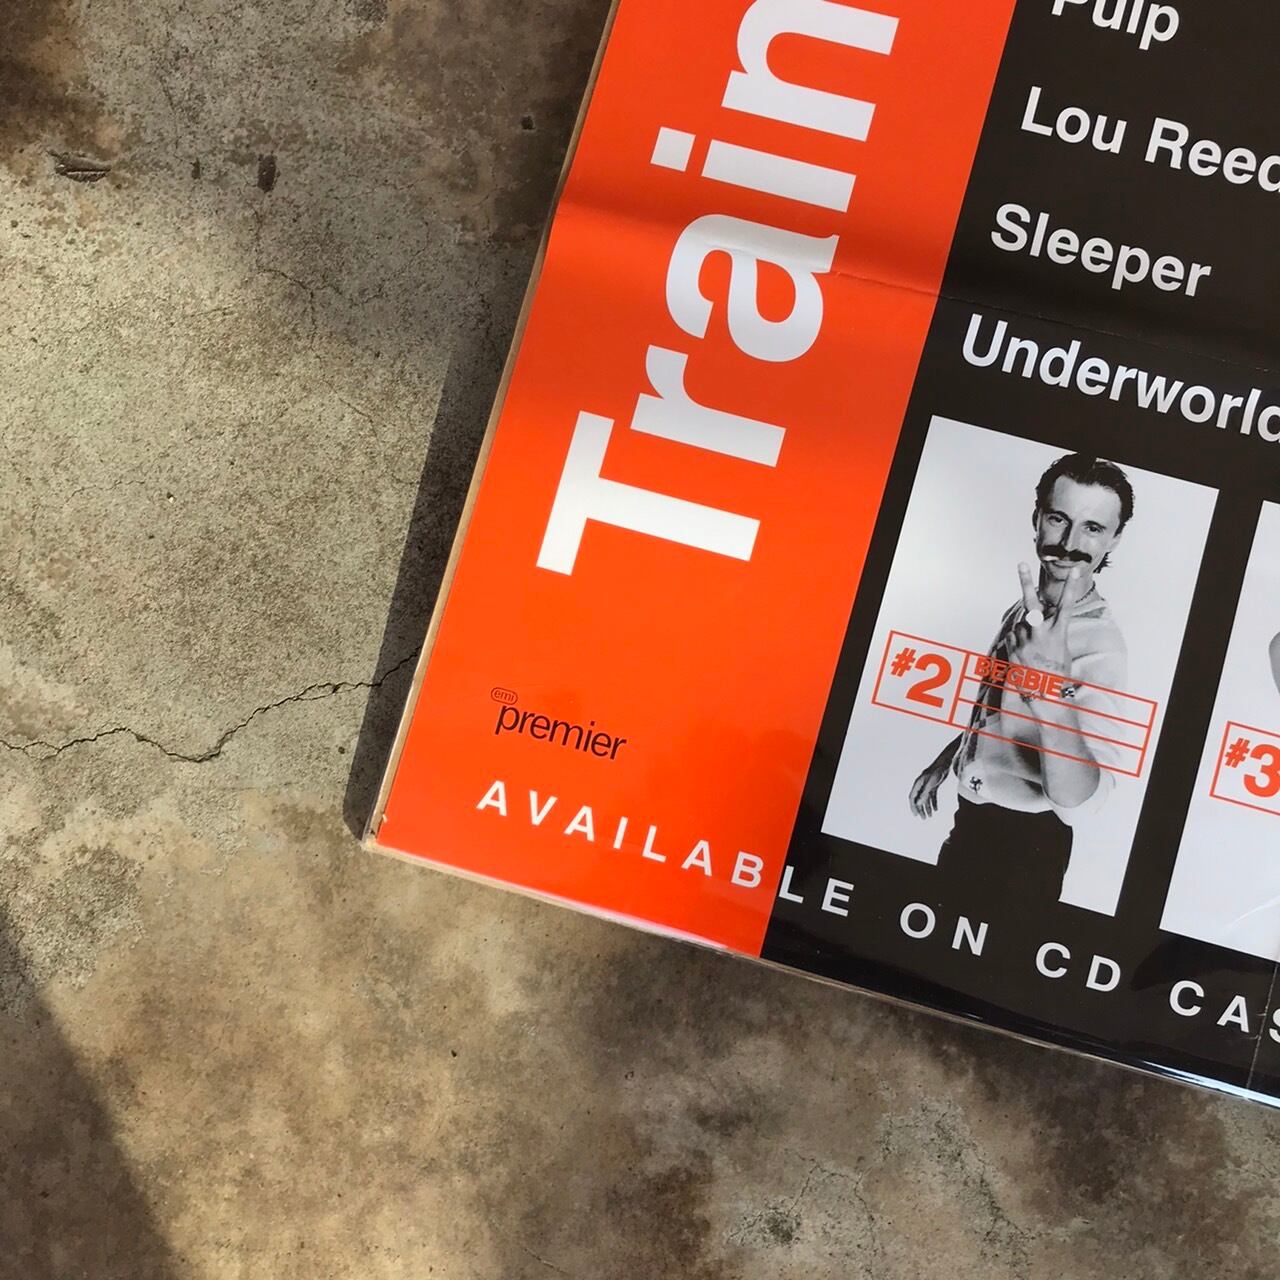 Train
Pulp
Lou Reed
Sleeper
Underworld
#2 BEGBIE
#3
emi
premier
AVAILABLE ON CD CAS